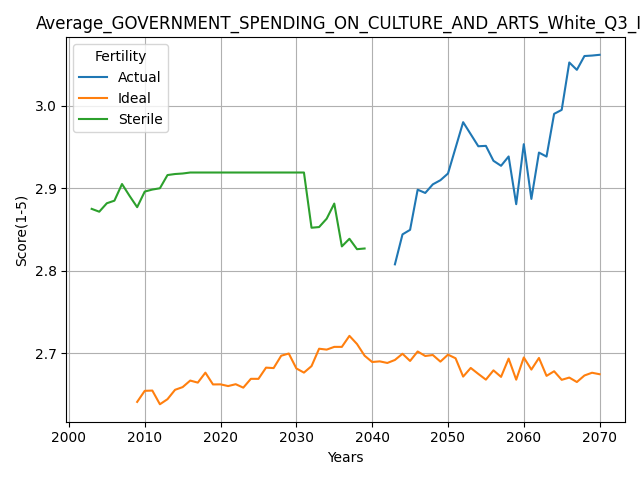 Average_GOVERNMENT_SPENDING_ON_CULTURE_AND_ARTS_White_Q3_I
Fertility
Actual
Ideal
Sterile
Score(1-5)
3.0
2.9
2.8
2.7
2000 2010 2020 2030 2040 2050 2060 2070
Years